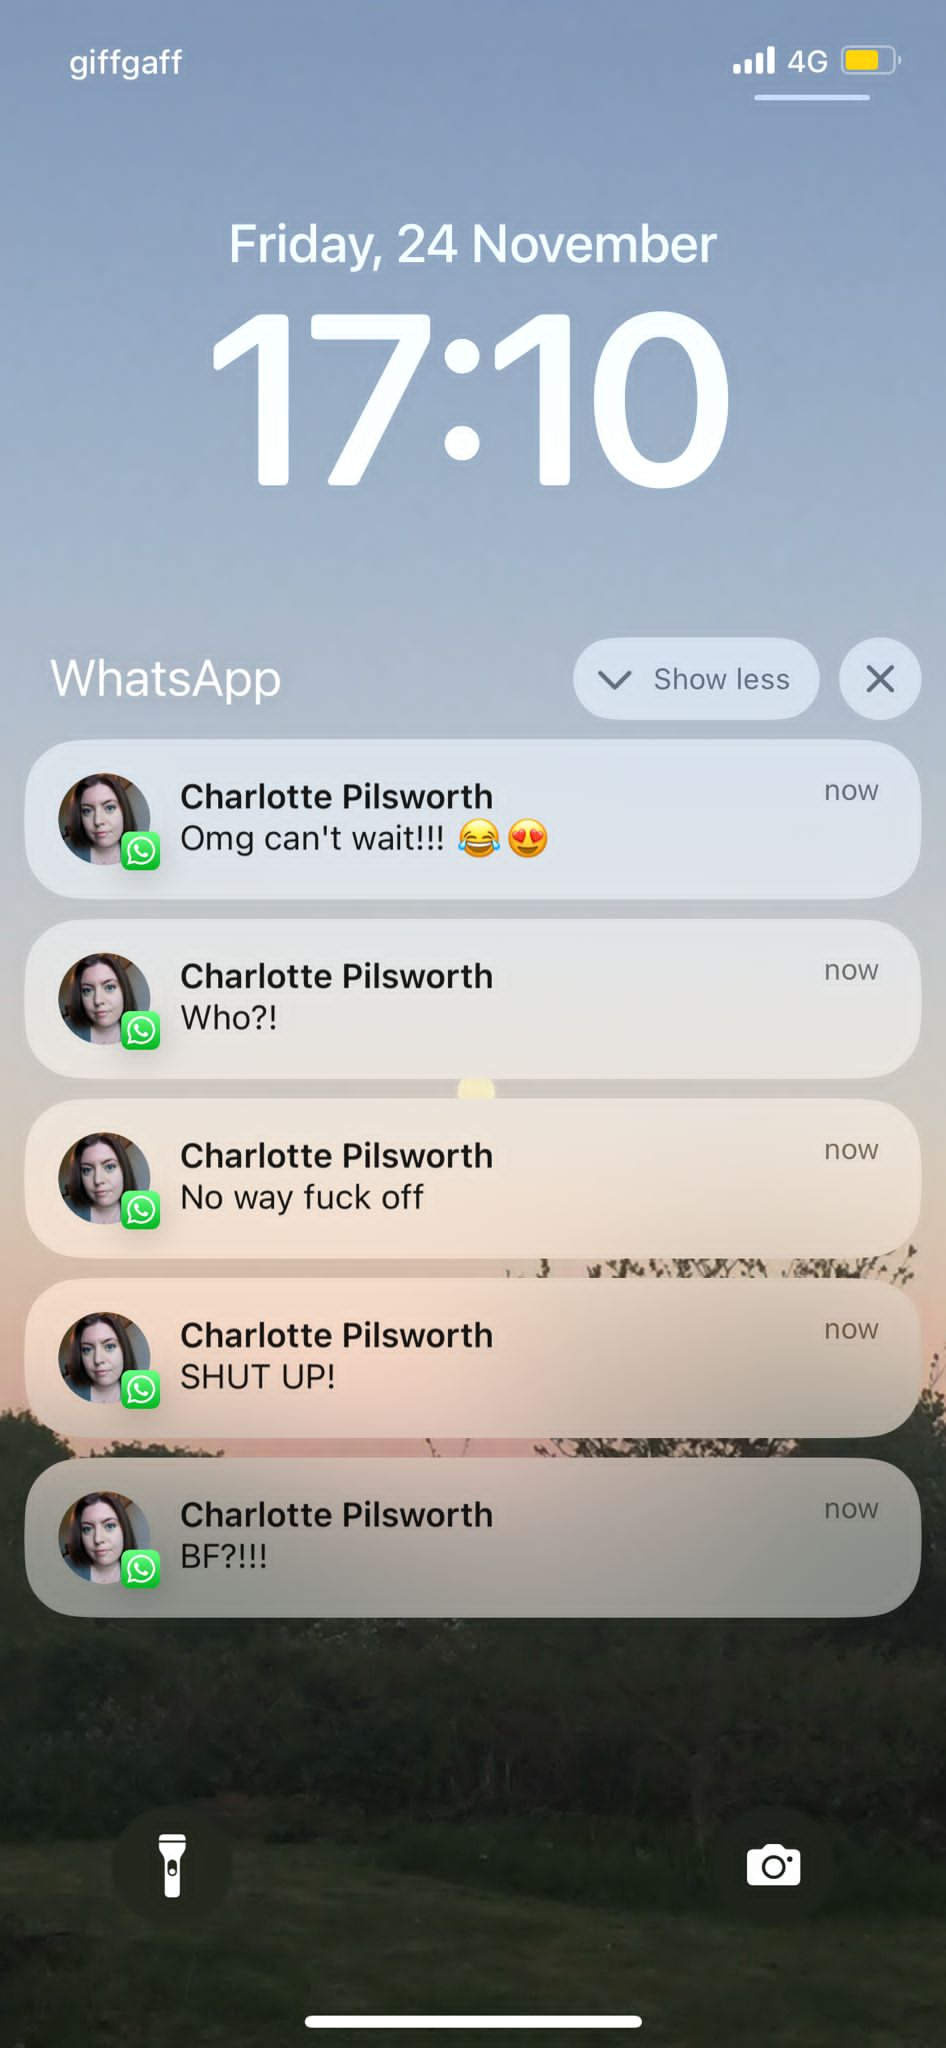 giffgaff
4G
Friday, 24 November
17:10
WhatsApp
Show less
Charlotte Pilsworth
now
Omg can't wait!!! 😂😍
Charlotte Pilsworth
now
Who?!
Charlotte Pilsworth
now
No way fuck off
Charlotte Pilsworth
now
SHUT UP!
Charlotte Pilsworth
now
BF?!!!